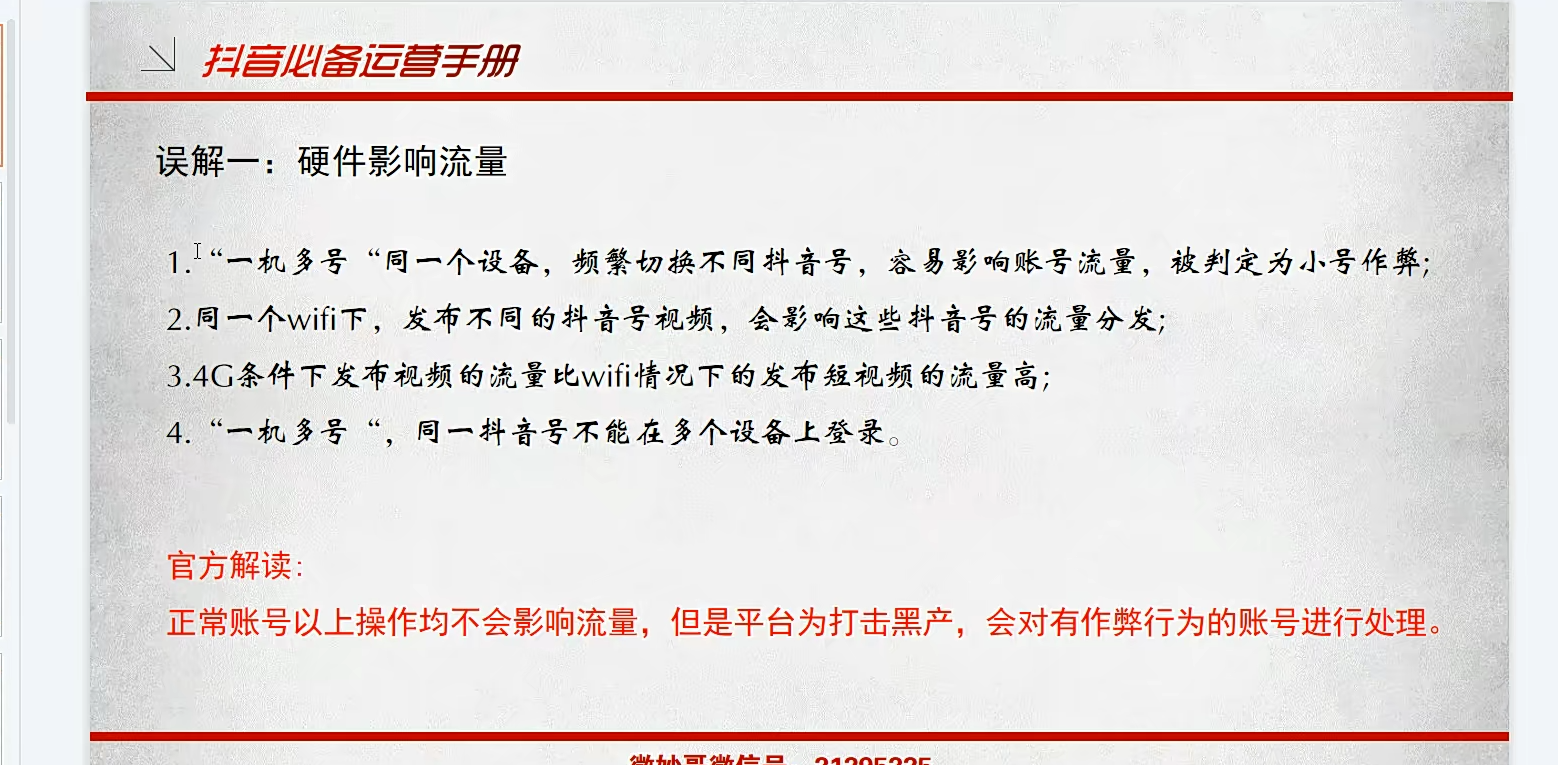 抖音必备运营手册
误解一：硬件影响流量
1.“一机多号“同一个设备，频繁切换不同抖音号，容易影响账号流量，被判定为小号作弊;
2.同一个wifi下，发布不同的抖音号视频，会影响这些抖音号的流量分发;
3.4G条件下发布视频的流量比wifi情况下的发布短视频的流量高;
4.“一机多号“，同一抖音号不能在多个设备上登录。
官方解读:
正常账号以上操作均不会影响流量，但是平台为打击黑产，会对有作弊行为的账号进行处理。